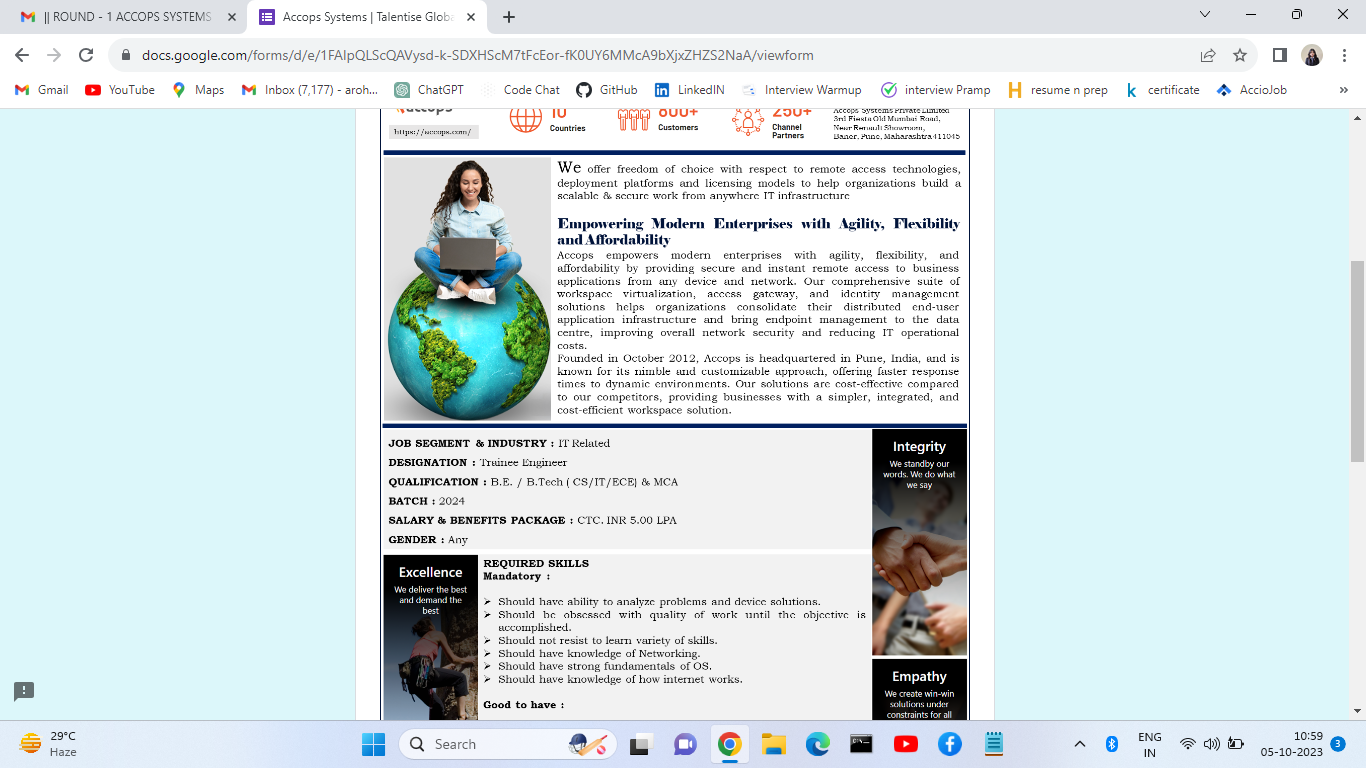 || ROUND - 1 ACCOPS SYSTEMS
Accops Systems | Talentise Globa
docs.google.com/forms/d/e/1FAIpQLScQAVysd-k-SDXHScM7tFcEor-fK0UY6MMcA9bXjxZHZS2NaA/viewform
Gmail YouTube Maps Inbox (7,177) - aroh... ChatGPT Code Chat GitHub LinkedIN Interview Warmup interview Pramp resume n prep certificate AccioJob »
accops
https://accops.com/
10
Countries
600+
Customers
250+
Channel
Partners
Accops Systems Private Limited
3rd Fiesta Old Mumbai Road,
Near Renault Showroom,
Baner, Pune, Maharashtra 411045
We offer freedom of choice with respect to remote access technologies,
deployment platforms and licensing models to help organizations build a
scalable & secure work from anywhere IT infrastructure
Empowering Modern Enterprises with Agility, Flexibility
and Affordability
Accops empowers modern enterprises with agility, flexibility, and
affordability by providing secure and instant remote access to business
applications from any device and network. Our comprehensive suite of
workspace virtualization, access gateway, and identity management
solutions helps organizations consolidate their distributed end-user
application infrastructure and bring endpoint management to the data
centre, improving overall network security and reducing IT operational
costs.
Founded in October 2012, Accops is headquartered in Pune, India, and is
known for its nimble and customizable approach, offering faster response
times to dynamic environments. Our solutions are cost-effective compared
to our competitors, providing businesses with a simpler, integrated, and
cost-efficient workspace solution.
JOB SEGMENT & INDUSTRY : IT Related
DESIGNATION : Trainee Engineer
QUALIFICATION : B.E. / B.Tech ( CS/IT/ECE) & MCA
BATCH : 2024
SALARY & BENEFITS PACKAGE : CTC. INR 5.00 LPA
GENDER : Any
Integrity
We standby our
words. We do what
we say
Excellence
We deliver the best
and demand the
best
REQUIRED SKILLS
Mandatory :
➢ Should have ability to analyze problems and device solutions.
➢ Should be obsessed with quality of work until the objective is
accomplished.
➢ Should not resist to learn variety of skills.
➢ Should have knowledge of Networking.
➢ Should have strong fundamentals of OS.
➢ Should have knowledge of how internet works.
Good to have :
Empathy
We create win-win
solutions under
constraints for all
29°C
Haze
Search
ENG
IN
10:59
05-10-2023
3